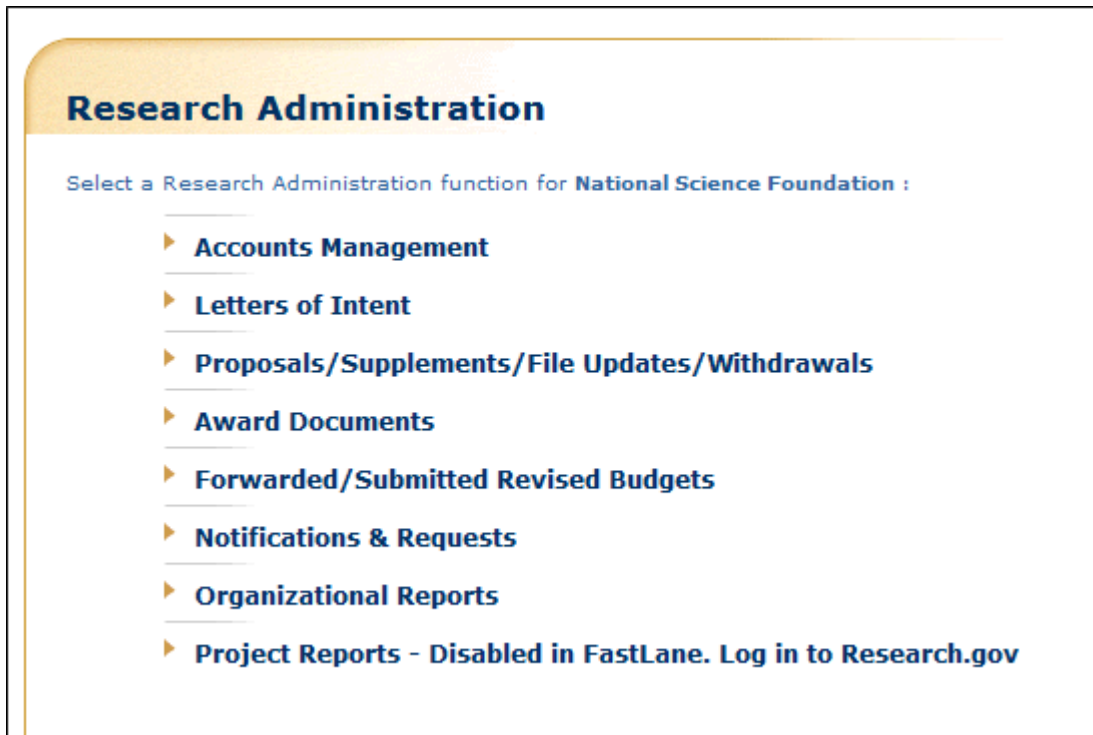 Research Administration
Select a Research Administration function for National Science Foundation :
Accounts Management
Letters of Intent
Proposals/Supplements/File Updates/Withdrawals
Award Documents
Forwarded/Submitted Revised Budgets
Notifications & Requests
Organizational Reports
Project Reports - Disabled in FastLane. Log in to Research.gov